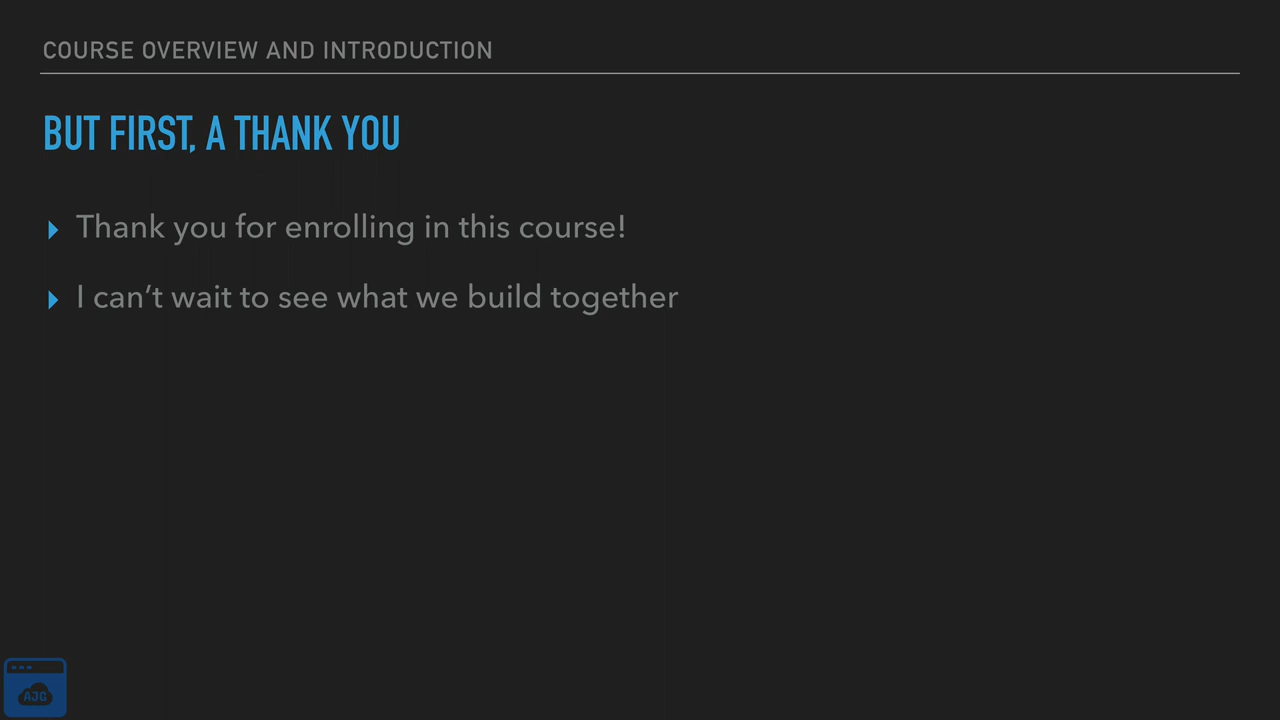 COURSE OVERVIEW AND INTRODUCTION
BUT FIRST, A THANK YOU
Thank you for enrolling in this course!
I can’t wait to see what we build together
AJG